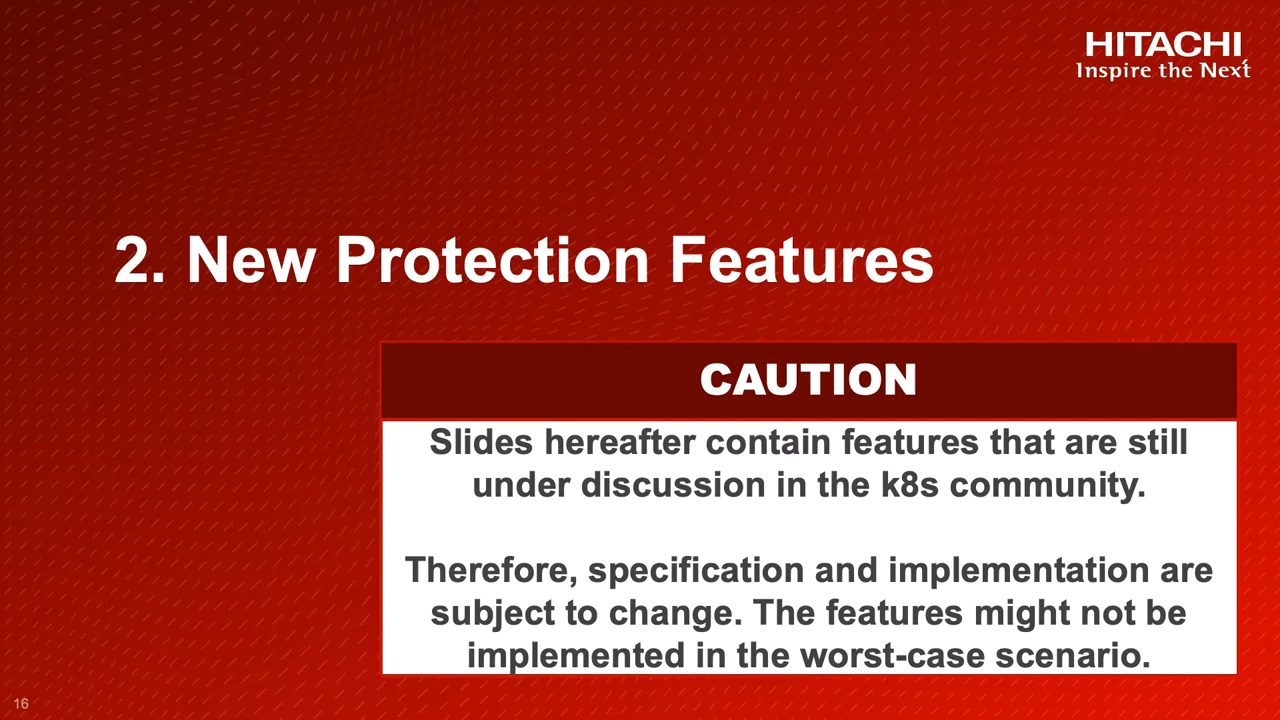 HITACHI
Inspire the Next
2. New Protection Features
CAUTION
Slides hereafter contain features that are still
under discussion in the k8s community.
Therefore, specification and implementation are
subject to change. The features might not be
implemented in the worst-case scenario.
16